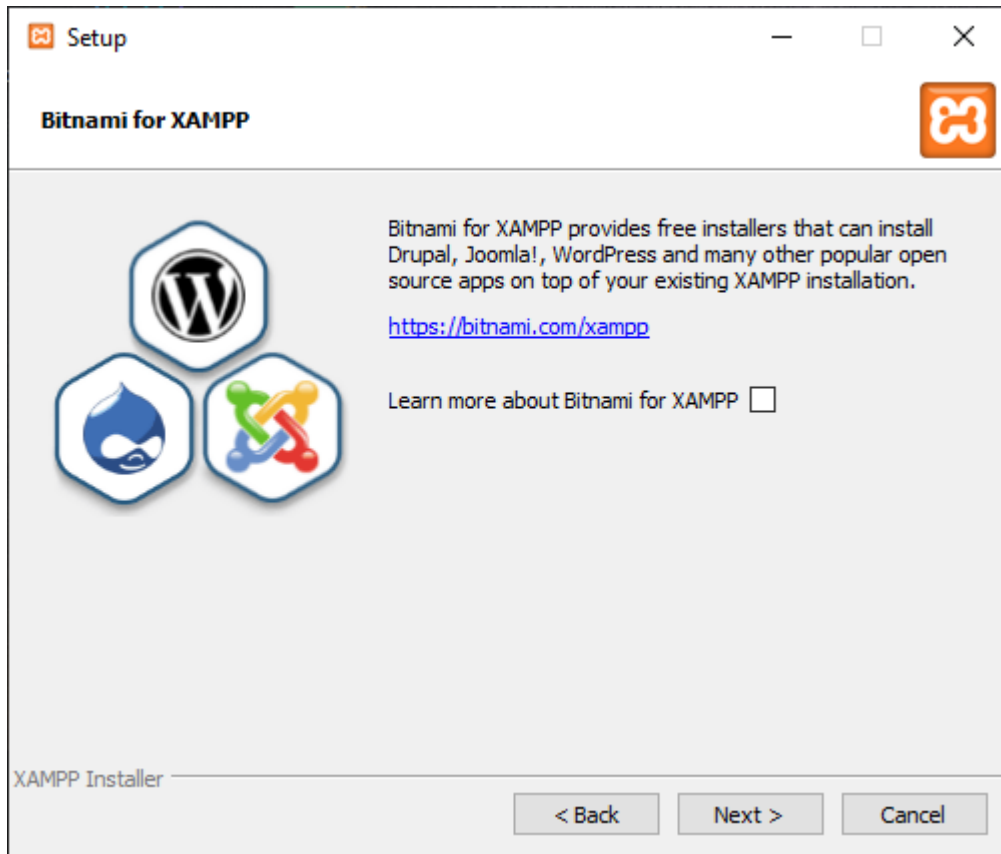 Setup
Bitnami for XAMPP
Bitnami for XAMPP provides free installers that can install
Drupal, Joomla!, WordPress and many other popular open
source apps on top of your existing XAMPP installation.
https://bitnami.com/xampp
Learn more about Bitnami for XAMPP
XAMPP Installer
< Back
Next >
Cancel